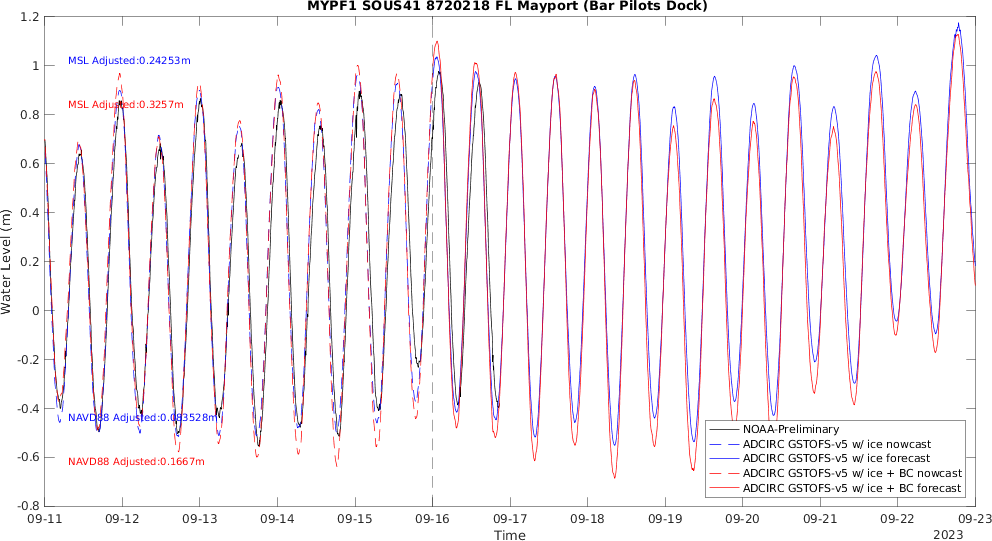 MYPF1 SOUS41 8720218 FL Mayport (Bar Pilots Dock)
1.2
1
0.8
0.6
0.4
0.2
0
-0.2
-0.4
-0.6
-0.8
Water Level (m)
MSL Adjusted:0.24253m
MSL Adjusted:0.3257m
NAVD88 Adjusted:0.083528m
NAVD88 Adjusted:0.1667m
NOAA-Preliminary
ADCIRC GSTOFS-v5 w/ ice nowcast
ADCIRC GSTOFS-v5 w/ ice forecast
ADCIRC GSTOFS-v5 w/ ice + BC nowcast
ADCIRC GSTOFS-v5 w/ ice + BC forecast
09-11 09-12 09-13 09-14 09-15 09-16 09-17 09-18 09-19 09-20 09-21 09-22 09-23
Time
2023